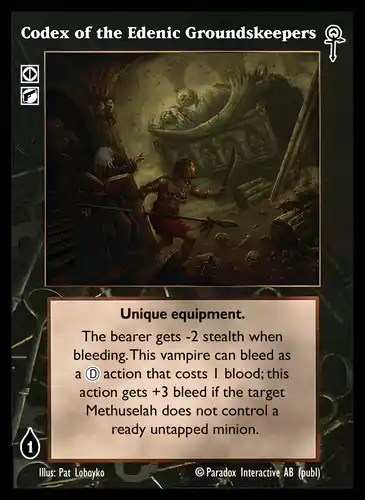 Codex of the Edenic Groundskeepers
Unique equipment.
The bearer gets -2 stealth when
bleeding. This vampire can bleed as
a Ⓓ action that costs 1 blood; this
action gets +3 bleed if the target
Methuselah does not control a
ready untapped minion.
1
Illus: Pat Loboyko
© Paradox Interactive AB (publ)